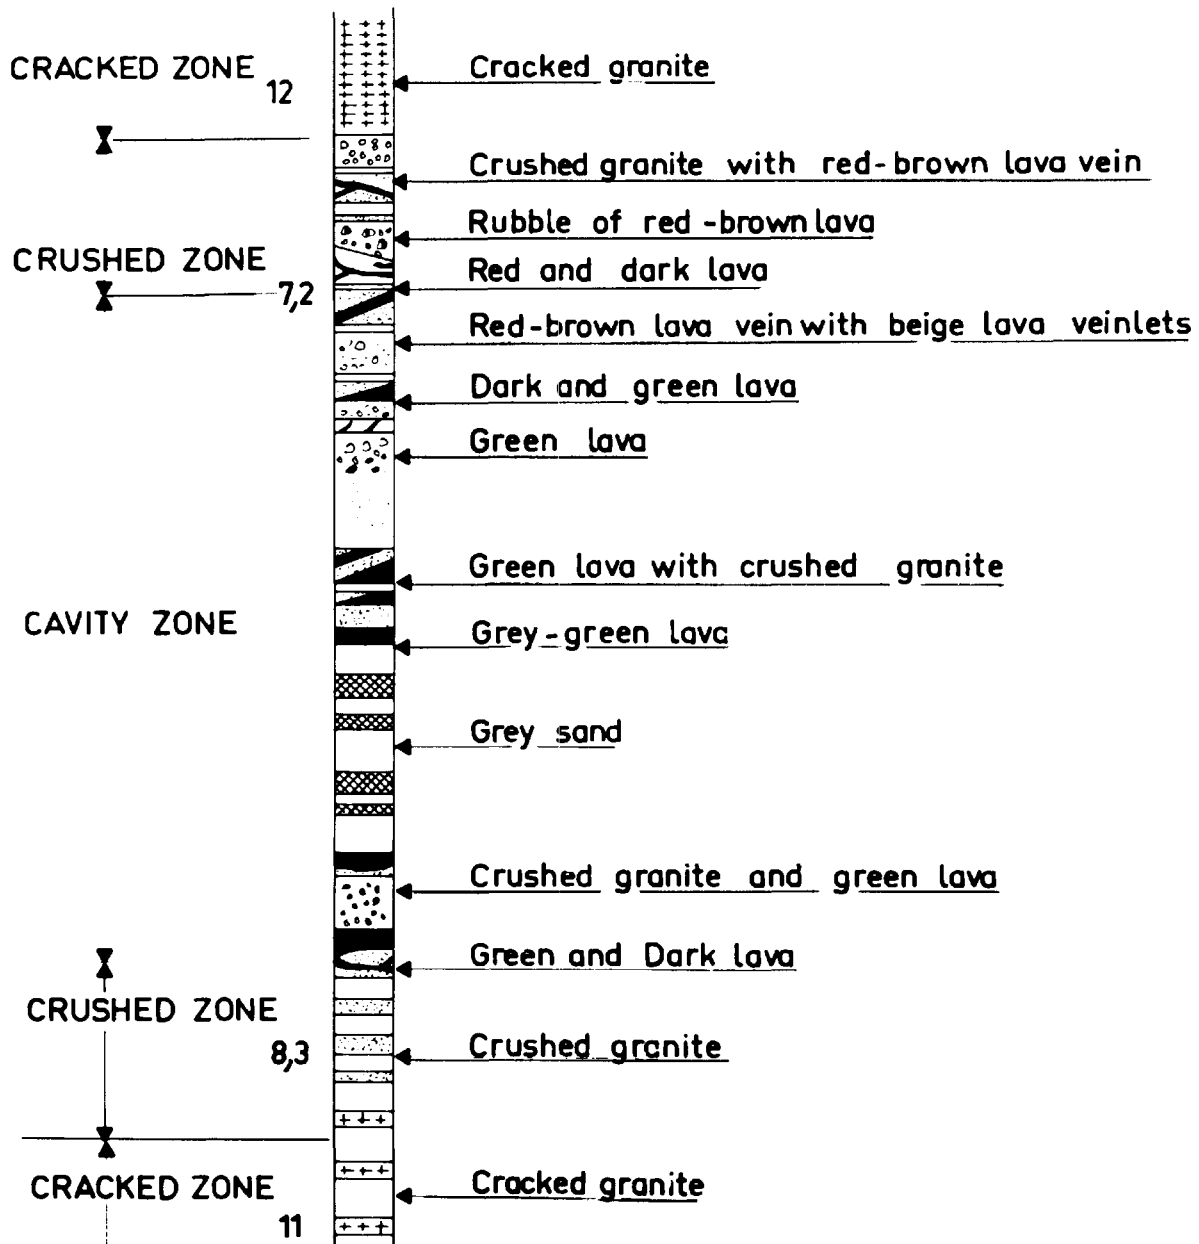 CRACKED ZONE
12
Cracked granite
Crushed granite with red-brown lava vein
Rubble of red-brown lava
CRUSHED ZONE
7,2
Red and dark lava
Red-brown lava vein with beige lava veinlets
Dark and green lava
Green lava
Green lava with crushed granite
CAVITY ZONE
Grey-green lava
Grey sand
Crushed granite and green lava
Green and Dark lava
CRUSHED ZONE
8,3
Crushed granite
CRACKED ZONE
11
Cracked granite